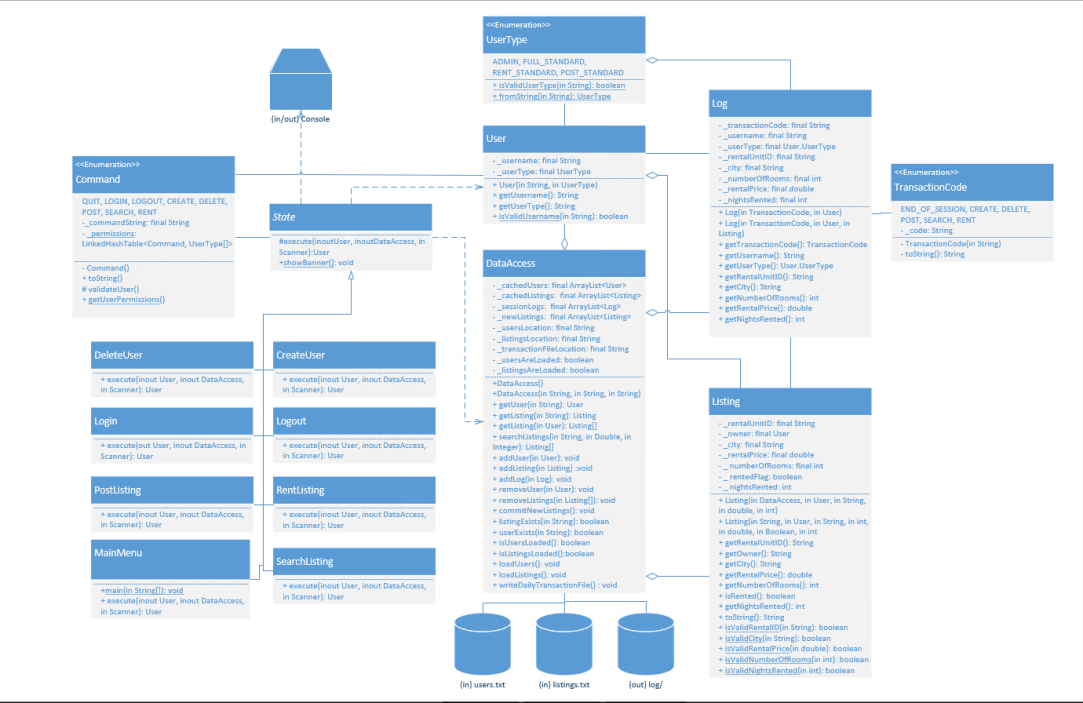 <<Enumeration>>
UserType
ADMIN, FULL_STANDARD,
RENT_STANDARD, POST_STANDARD
+ isValidUserType(in String): boolean
+ fromString(in String): UserType
(in/out) Console
Log
- _transactionCode: final String
- _username: final String
- _userType: final User.UserType
- _rentalUnitID: final String
- _city: final String
- _numberOfRooms: final int
- _rentalPrice: final double
- _nightsRented: final int
+ Log(in TransactionCode, in User)
+ Log(in TransactionCode, in User, in
Listing)
+ getTransactionCode(): TransactionCode
+ getUsername(): String
+ getUserType(): User.UserType
+ getRentalUnitID(): String
+ getCity(): String
+ getNumberOfRooms(): int
+ getRentalPrice(): double
+ getNightsRented(): int
User
- _username: final String
- _userType: final UserType
+ User(in String, in UserType)
+ getUsername(): String
+ getUserType(): String
+ isValidUsername(in String): boolean
<<Enumeration>>
Command
QUIT, LOGIN, LOGOUT, CREATE, DELETE,
POST, SEARCH, RENT
- _commandString: final String
- _permissions:
LinkedHashTable<Command, UserType[]>
- Command()
+ toString()
# validateUser()
+ getUserPermissions()
<<Enumeration>>
TransactionCode
END_OF_SESSION, CREATE, DELETE,
POST, SEARCH, RENT
- _code: String
- TransactionCode(in String)
- toString(): String
State
#execute(inoutUser, inoutDataAccess, in
Scanner):User
+showBanner(): void
DataAccess
- _cachedUsers: final ArrayList<User>
- _cachedListings: final ArrayList<Listing>
- _sessionLogs: final ArrayList<Log>
- _newListings: final ArrayList<Listing>
- _usersLocation: final String
- _listingsLocation: final String
- _transactionFileLocation: final String
- _usersAreLoaded: boolean
- _listingsAreLoaded: boolean
+DataAccess()
+DataAccess(in String, in String, in String)
+ getUser(in String): User
+ getListing(in String): Listing
+ getListing(in User): Listing[]
+ searchListings(in String, in Double, in
Integer): Listing[]
+ addUser(in User): void
+ addListing(in Listing) :void
+ addLog(in Log): void
+ removeUser(in User): void
+ removeListings(in Listing[]): void
+ commitNewListings(): void
+ listingExists(in String): boolean
+ userExists(in String): boolean
+ isUsersLoaded(): boolean
+ isListingsLoaded():boolean
+ loadUsers(): void
+ loadListings(): void
+ writeDailyTransactionFile() : void
DeleteUser
+ execute(inout User, inout DataAccess,
in Scanner): User
CreateUser
+ execute(inout User, inout DataAccess,
in Scanner): User
Login
+ execute(out User, inout DataAccess, in
Scanner): User
Logout
+ execute(inout User, inout DataAccess,
in Scanner): User
PostListing
+ execute(inout User, inout DataAccess,
in Scanner): User
RentListing
+ execute(inout User, inout DataAccess,
in Scanner): User
MainMenu
+main(in String[]): void
+ execute(inout User, inout DataAccess,
in Scanner): User
SearchListing
+ execute(inout User, inout DataAccess,
in Scanner): User
Listing
- _rentalUnitID: final String
- _owner: final User
- _city: final String
- _rentalPrice: final double
- _ numberOfRooms: final int
- _ rentedFlag: boolean
- _ nightsRented: int
+ Listing(in DataAccess, in User, in String,
in double, in int)
+ Listing(in String, in User, in String, in int,
in double, in Boolean, in int
+ getRentalUnitID(): String
+ getOwner(): String
+ getCity(): String
+ getRentalPrice(): double
+ getNumberOfRooms(): int
+ isRented(): boolean
+ getNightsRented(): int
+ toString(): String
+ isValidRentalID(in String): boolean
+ isValidCity(in String): boolean
+ isValidRentalPrice(in double): boolean
+ isValidNumberOfRooms(in int): boolean
+ isValidNightsRented(in int): boolean
(in) users.txt
(in) listings.txt
(out) log/